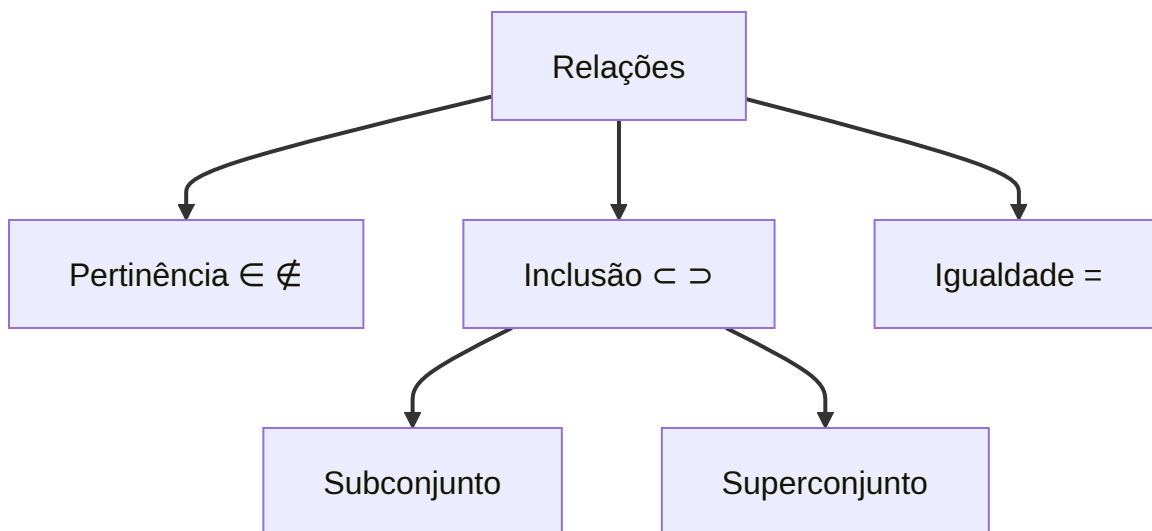 Relações
Pertinência ∈ ∉
Inclusão ⊂ ⊃
Igualdade =
Subconjunto
Superconjunto